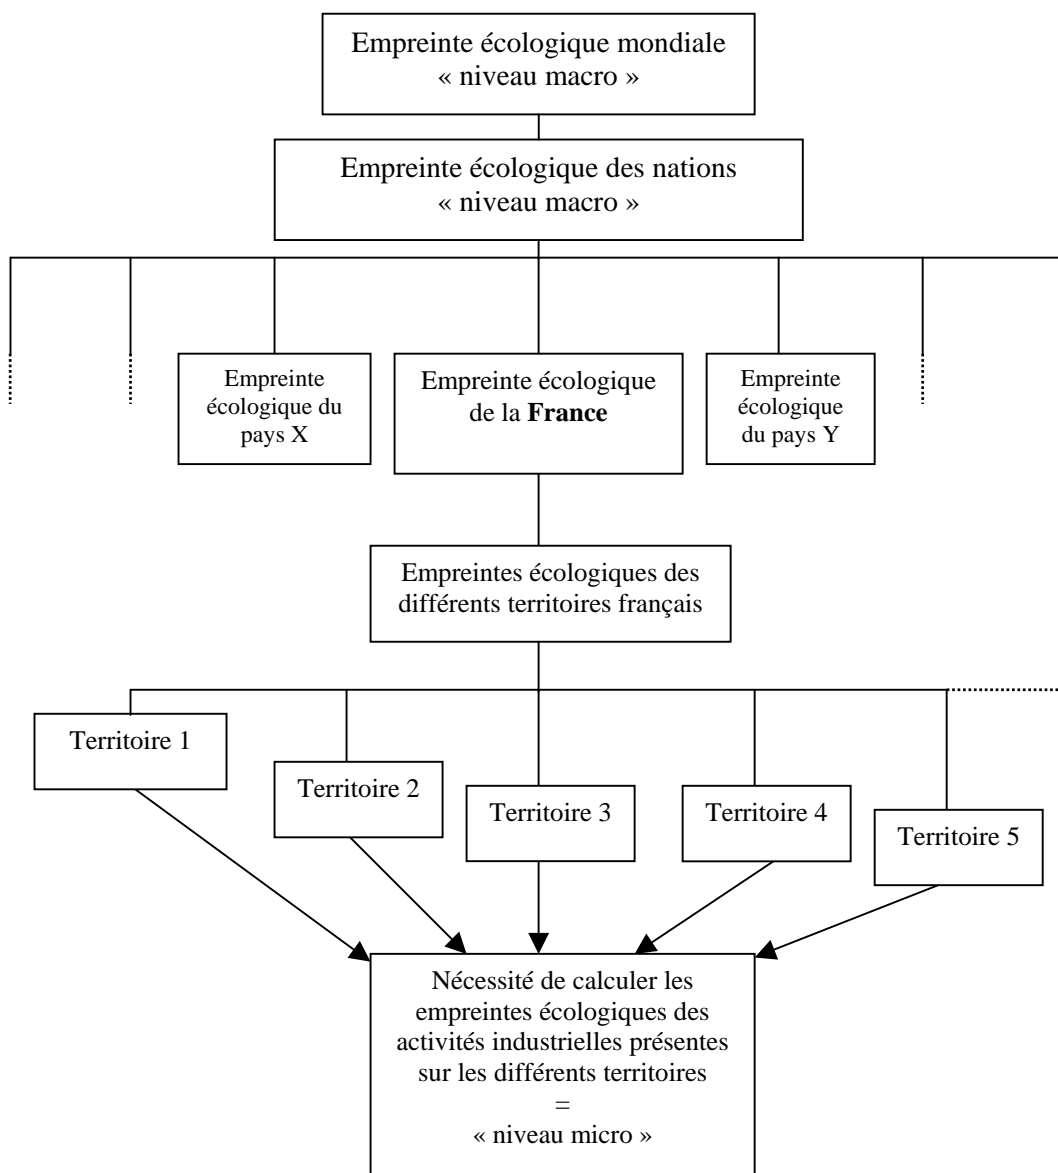 Empreinte écologique mondiale
« niveau macro »
Empreinte écologique des nations
« niveau macro »
Empreinte
écologique du
pays X
Empreinte écologique
de la France
Empreinte
écologique
du pays Y
Empreintes écologiques des
différents territoires français
Territoire 1
Territoire 2
Territoire 3
Territoire 4
Territoire 5
Nécessité de calculer les
empreintes écologiques des
activités industrielles présentes
sur les différents territoires
=
« niveau micro »